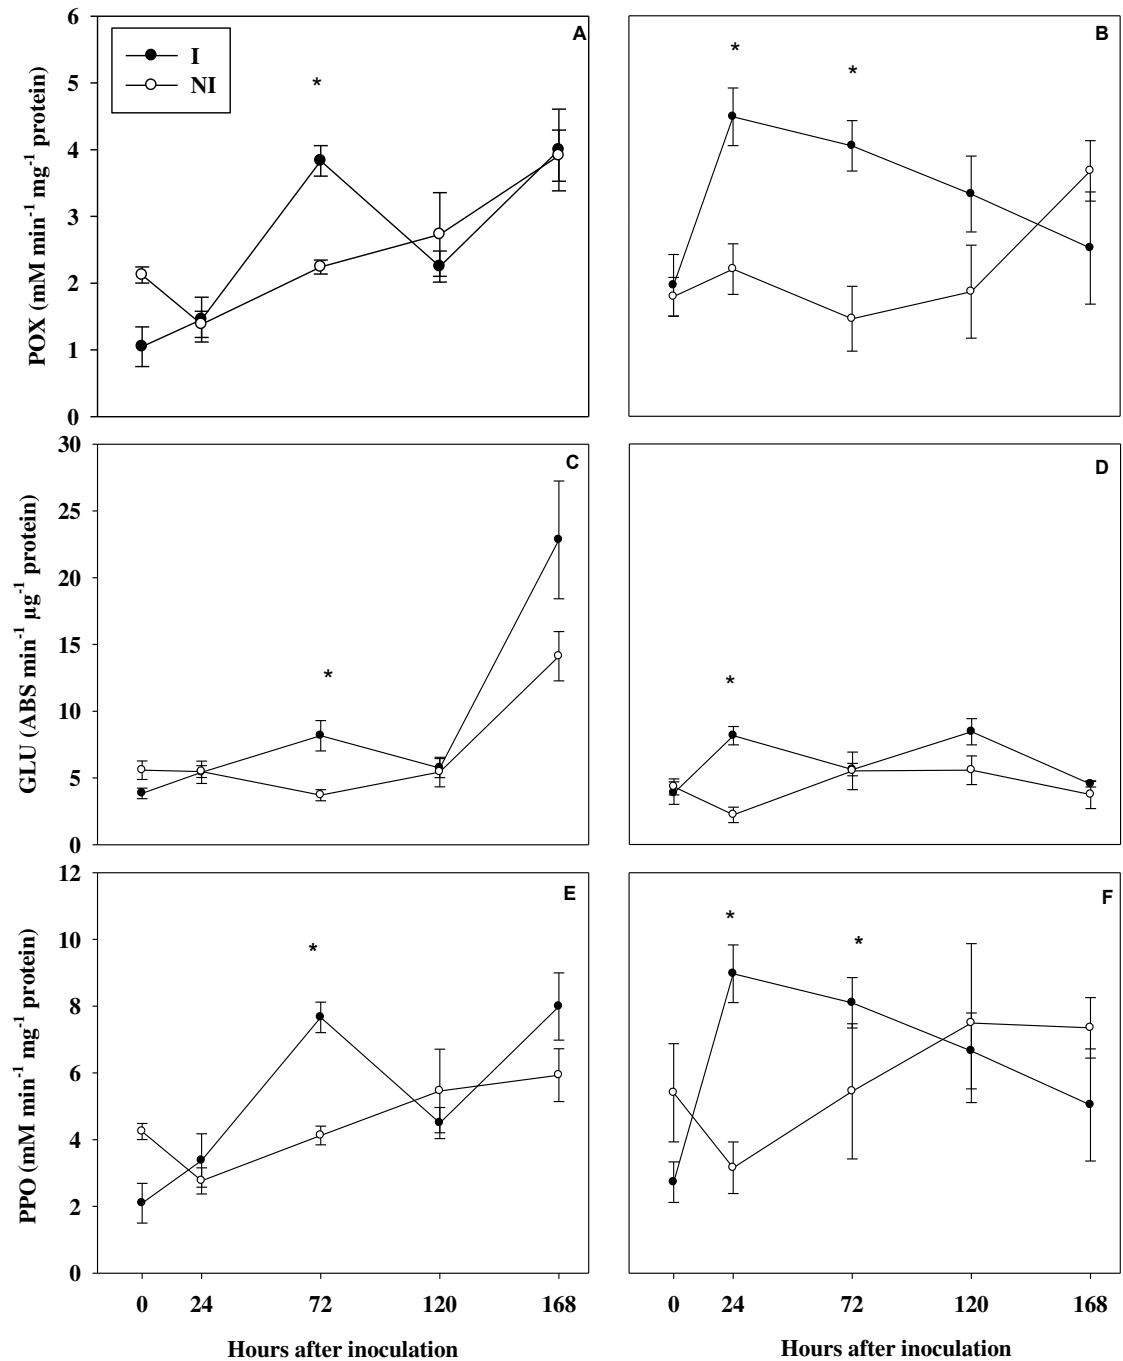 A
I
NI
*
6
5
4
3
2
1
0
POX (mM min⁻¹ mg⁻¹ protein)
B
*
*
C
*
30
25
20
15
10
5
0
GLU (ABS min⁻¹ µg⁻¹ protein)
D
*
E
*
12
10
8
6
4
2
0
PPO (mM min⁻¹ mg⁻¹ protein)
F
*
*
0 24 72 120 168
Hours after inoculation
0 24 72 120 168
Hours after inoculation